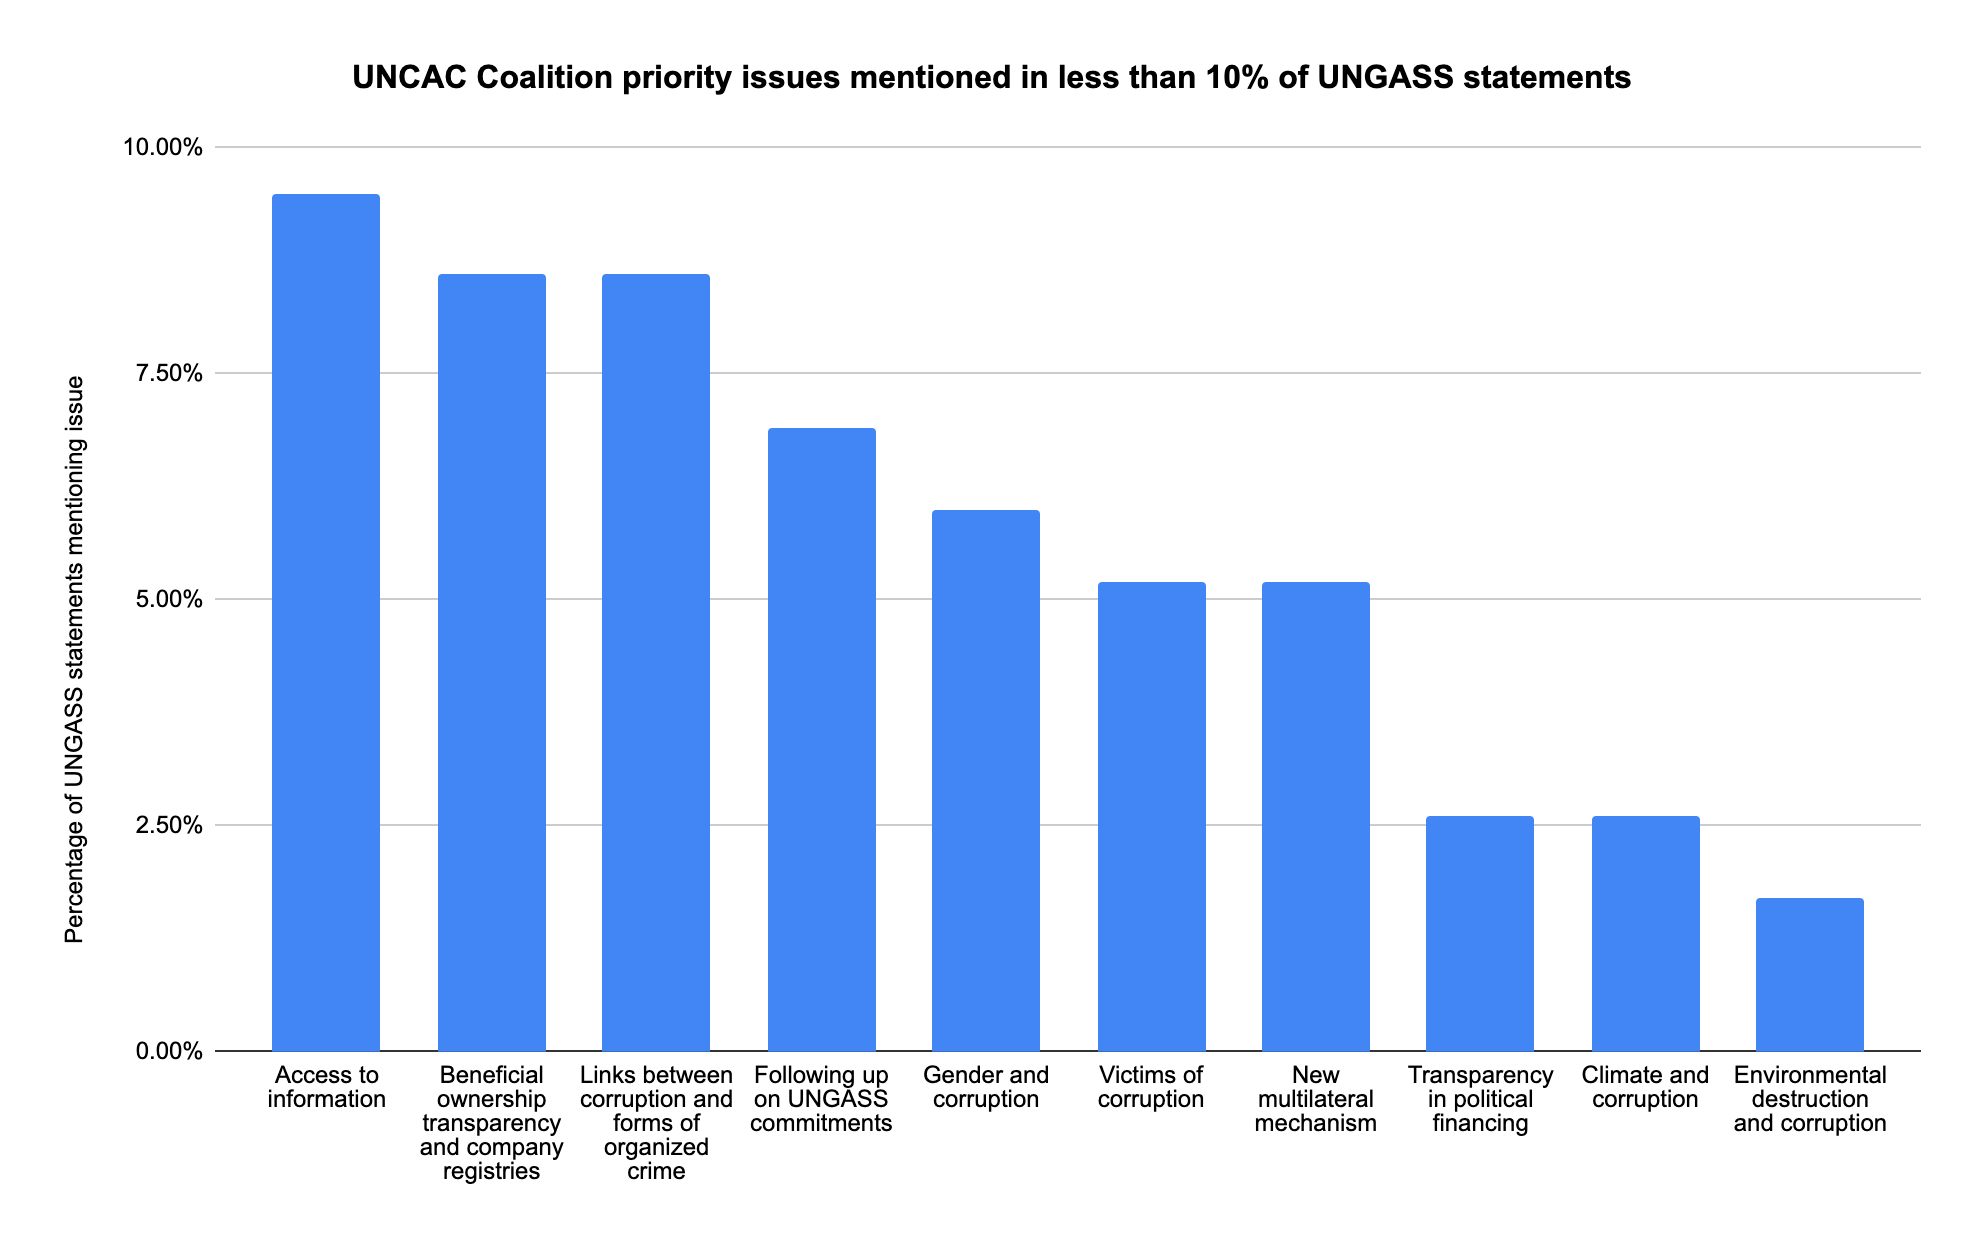 UNCAC Coalition priority issues mentioned in less than 10% of UNGASS statements
Percentage of UNGASS statements mentioning issue
10.00%
7.50%
5.00%
2.50%
0.00%
Access to
information
Beneficial
ownership
transparency
and company
registries
Links between
corruption and
forms of
organized
crime
Following up
on UNGASS
commitments
Gender and
corruption
Victims of
corruption
New
multilateral
mechanism
Transparency
in political
financing
Climate and
corruption
Environmental
destruction
and corruption